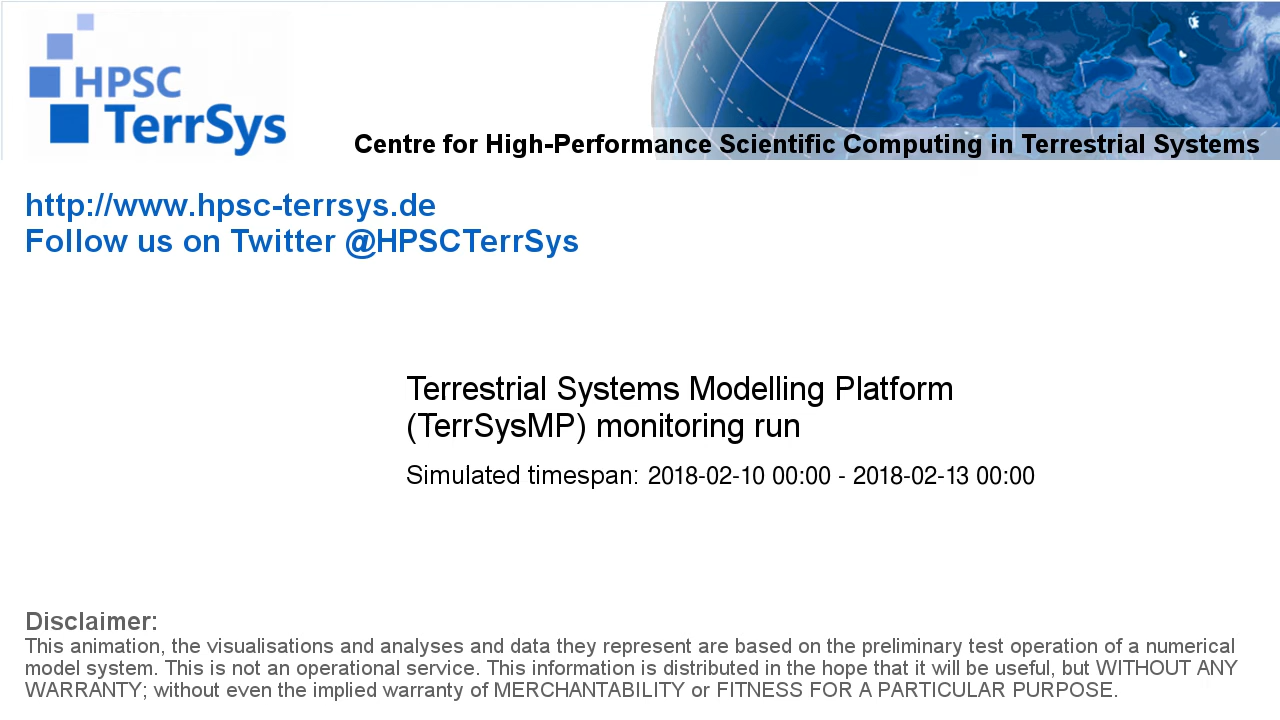 HPSC
TerrSys
Centre for High-Performance Scientific Computing in Terrestrial Systems
http://www.hpsc-terrsys.de
Follow us on Twitter @HPSCTerrSys
Terrestrial Systems Modelling Platform
(TerrSysMP) monitoring run
Simulated timespan: 2018-02-10 00:00 - 2018-02-13 00:00
Disclaimer:
This animation, the visualisations and analyses and data they represent are based on the preliminary test operation of a numerical
model system. This is not an operational service. This information is distributed in the hope that it will be useful, but WITHOUT ANY
WARRANTY; without even the implied warranty of MERCHANTABILITY or FITNESS FOR A PARTICULAR PURPOSE.